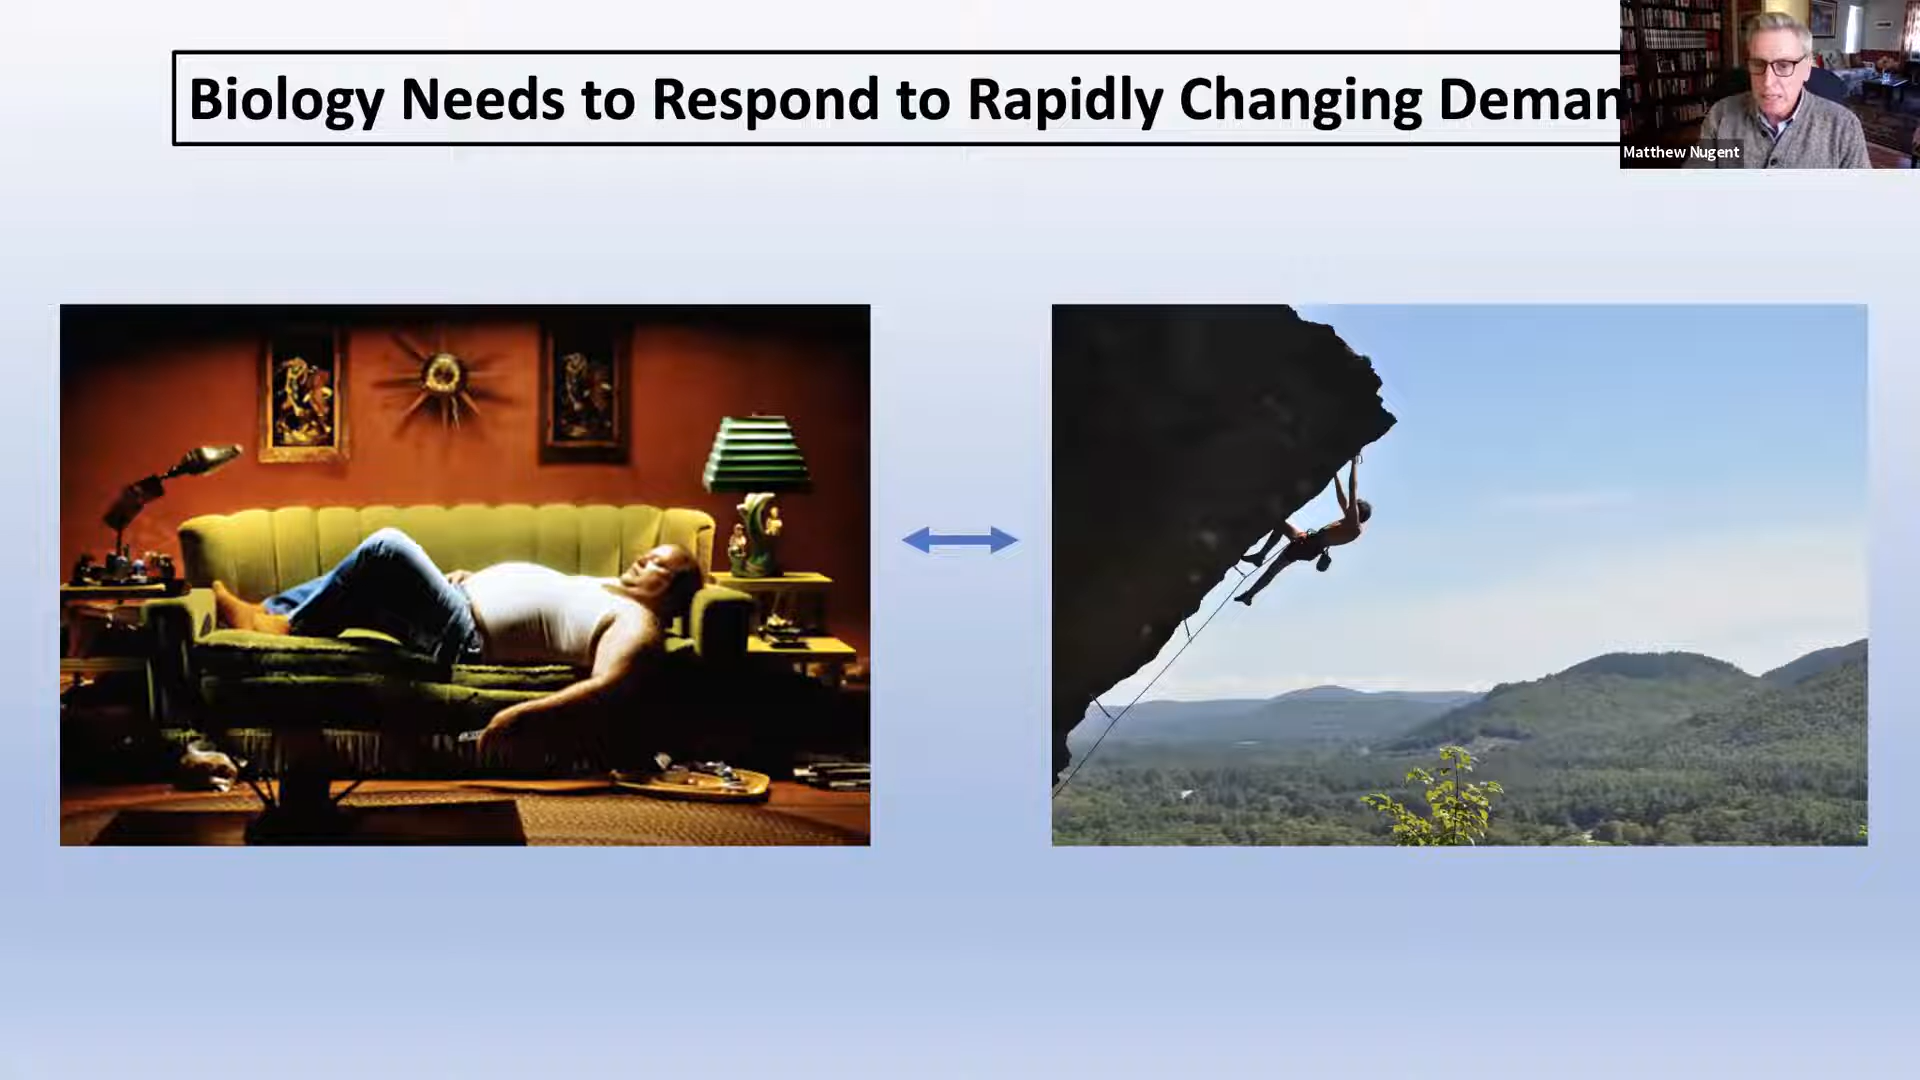 Biology Needs to Respond to Rapidly Changing Deman
Matthew Nugent